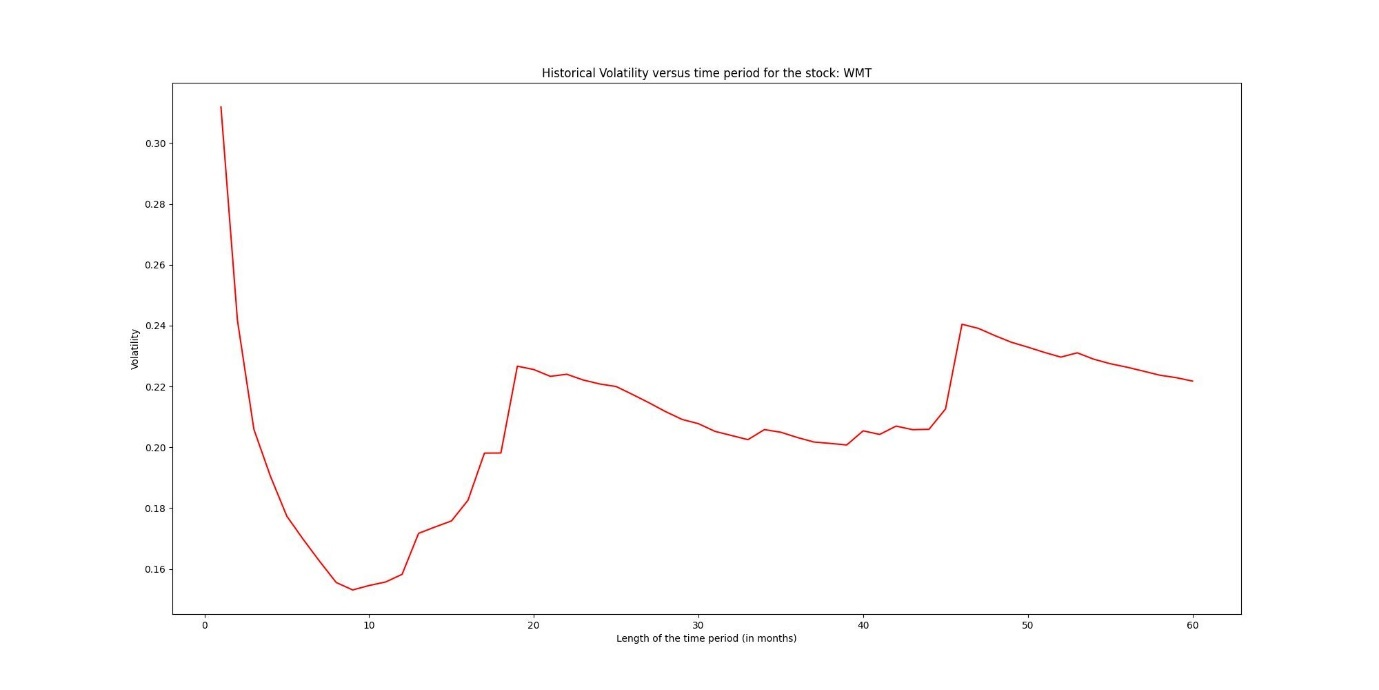 Historical Volatility versus time period for the stock: WMT
0.30
0.28
0.26
0.24
0.22
0.20
0.18
0.16
Volatility
0 10 20 30 40 50 60
Length of the time period (in months)